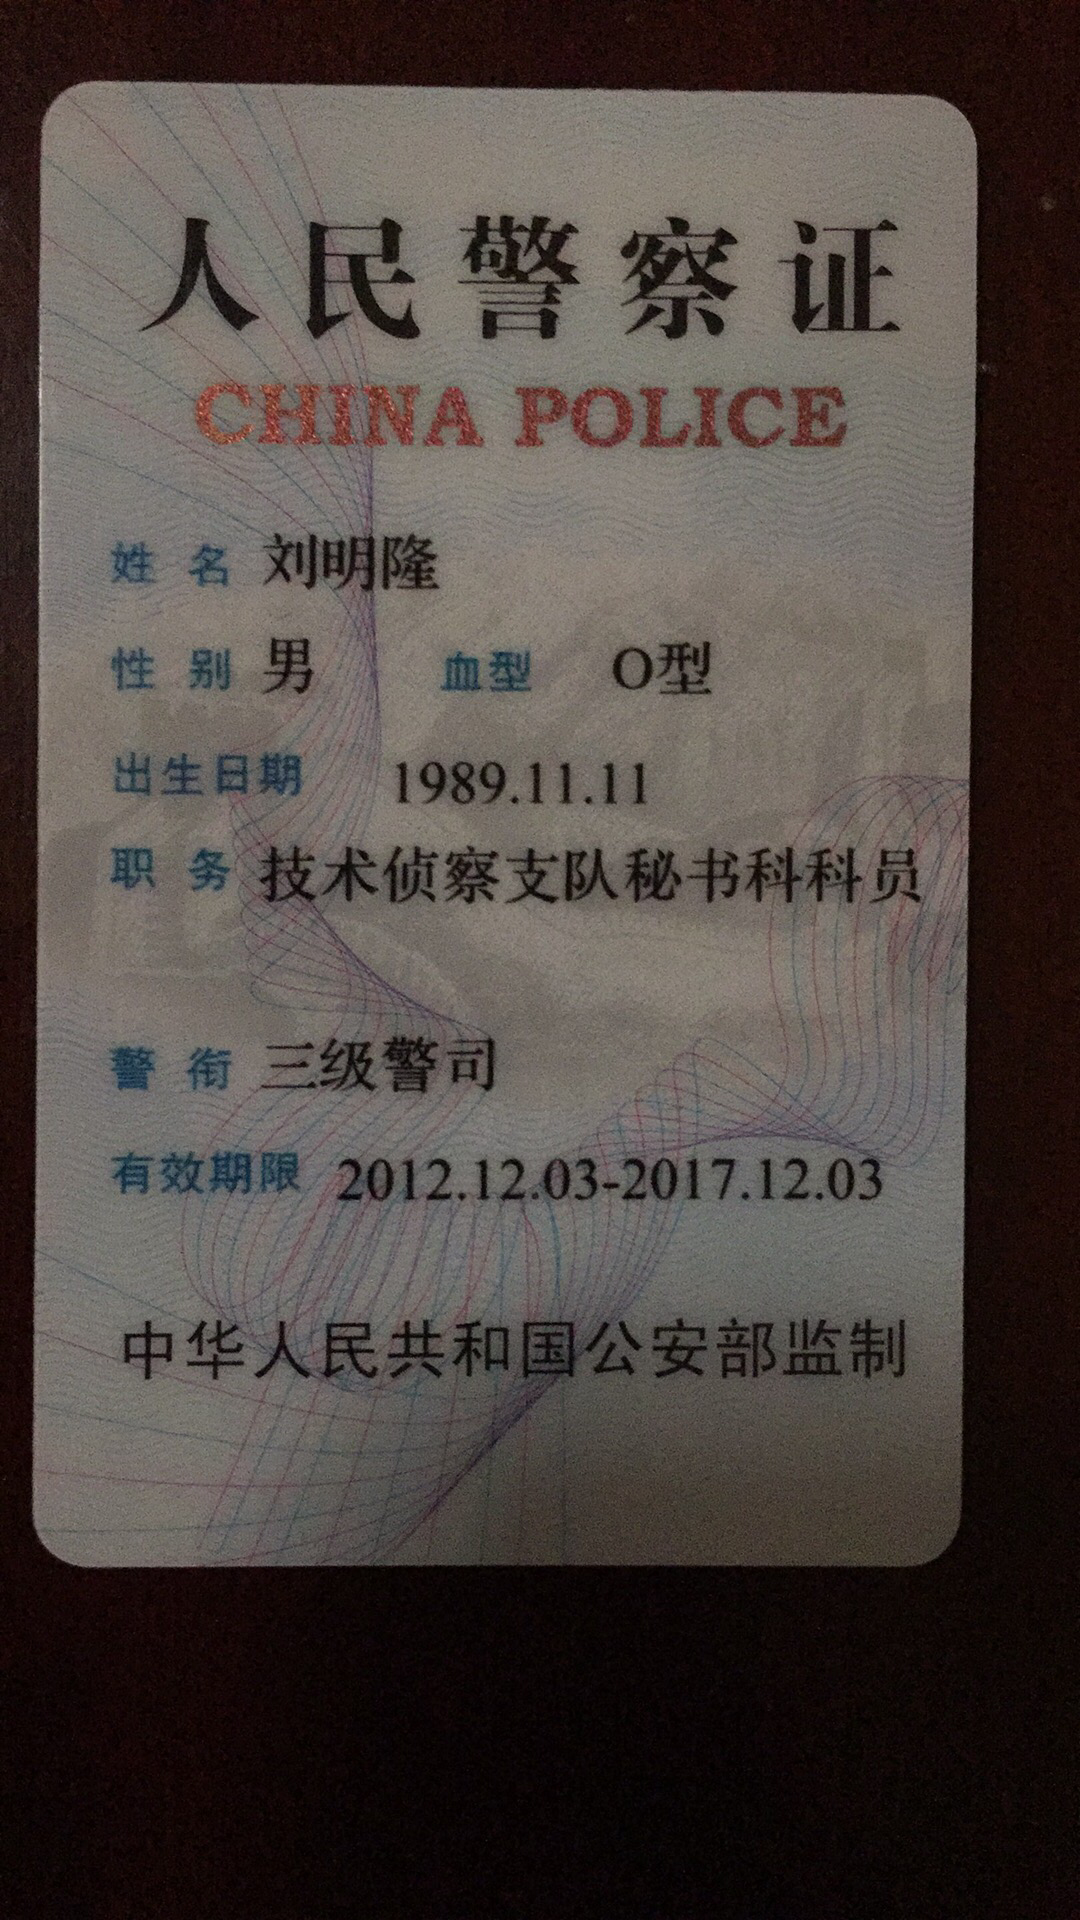 人民警察证
CHINA POLICE
姓 名 刘明隆
性 别 男 血型 O型
出生日期 1989.11.11
职 务 技术侦察支队秘书科科员
警 衔 三级警司
有效期限 2012.12.03-2017.12.03
中华人民共和国公安部监制